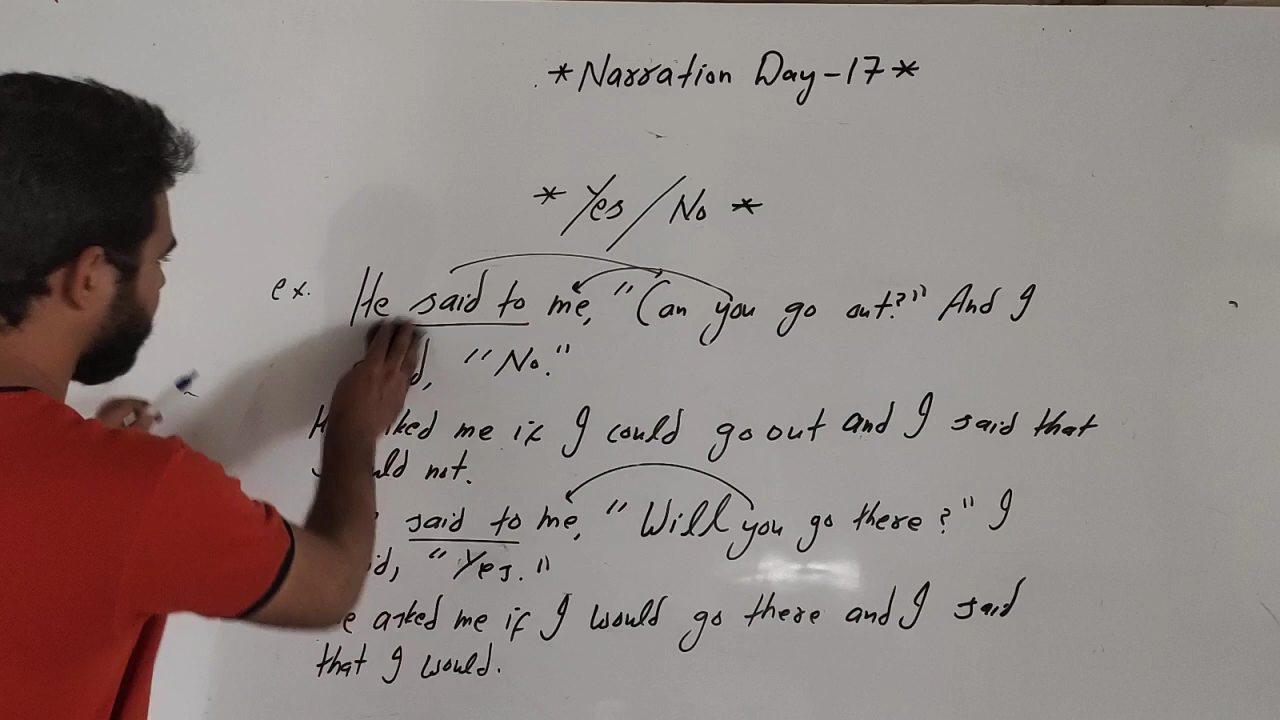 *Narration Day-17*
*Yes/No*
ex. He said to me, "Can you go out?" And I
"No."
me if I could go out and I said that
not.
said to me, "Will you go there?" I
"Yes."
asked me if I would go there and I said
that I would.